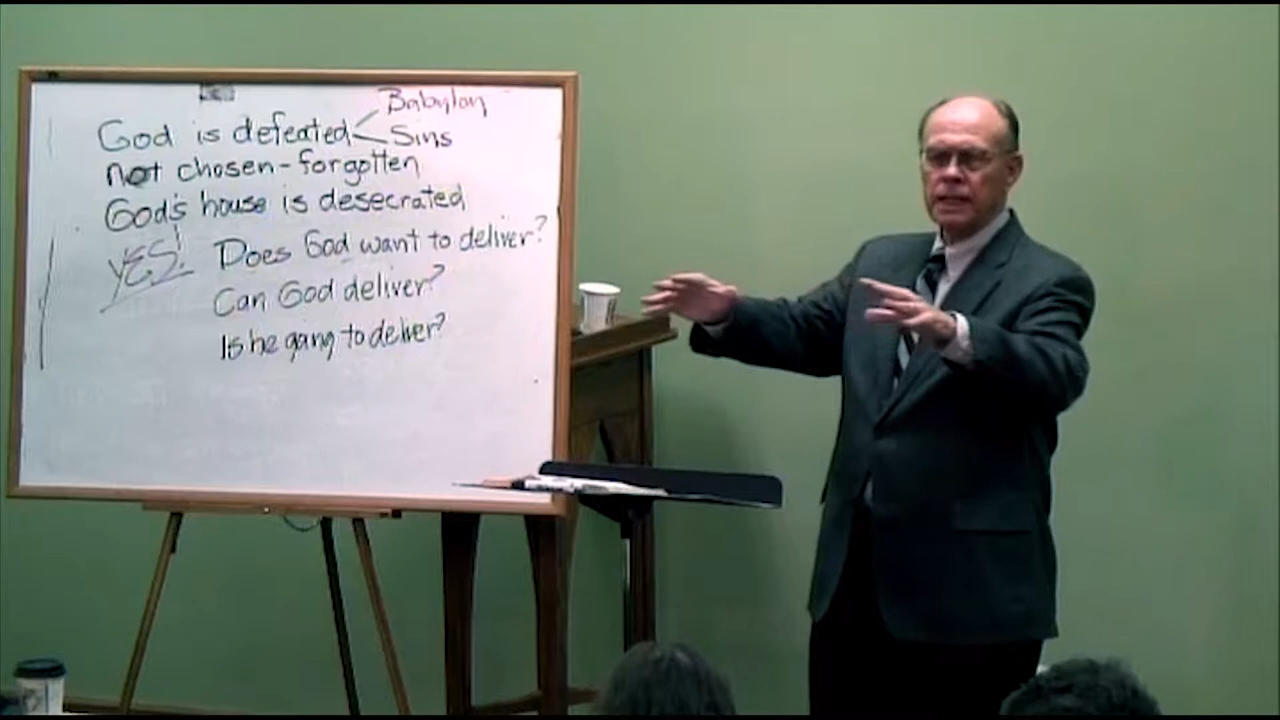 Babylon
God is defeated < Sins
not chosen - forgotten
God's house is desecrated
YES! Does God want to deliver?
Can God deliver?
Is he going to deliver?